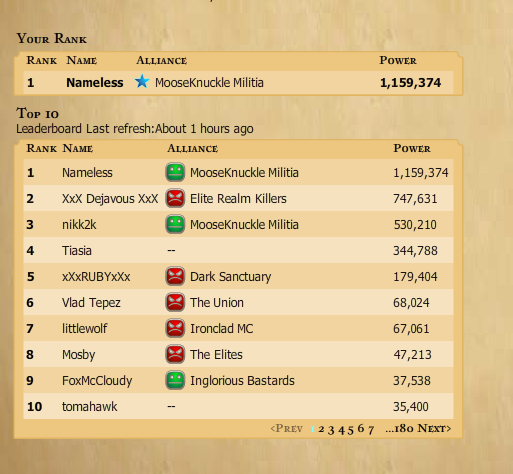 Your Rank
Rank Name Alliance Power
1 Nameless MooseKnuckle Militia 1,159,374
Top 10
Leaderboard Last refresh:About 1 hours ago
Rank Name Alliance Power
1 Nameless MooseKnuckle Militia 1,159,374
2 XxX Dejavous XxX Elite Realm Killers 747,631
3 nikk2k MooseKnuckle Militia 530,210
4 Tiasia -- 344,788
5 xXxRUBYxXx Dark Sanctuary 179,404
6 Vlad Tepez The Union 68,024
7 littlewolf Ironclad MC 67,061
8 Mosby The Elites 47,213
9 FoxMcCloudy Inglorious Bastards 37,538
10 tomahawk -- 35,400
<Prev 1 2 3 4 5 6 7 ...180 Next>